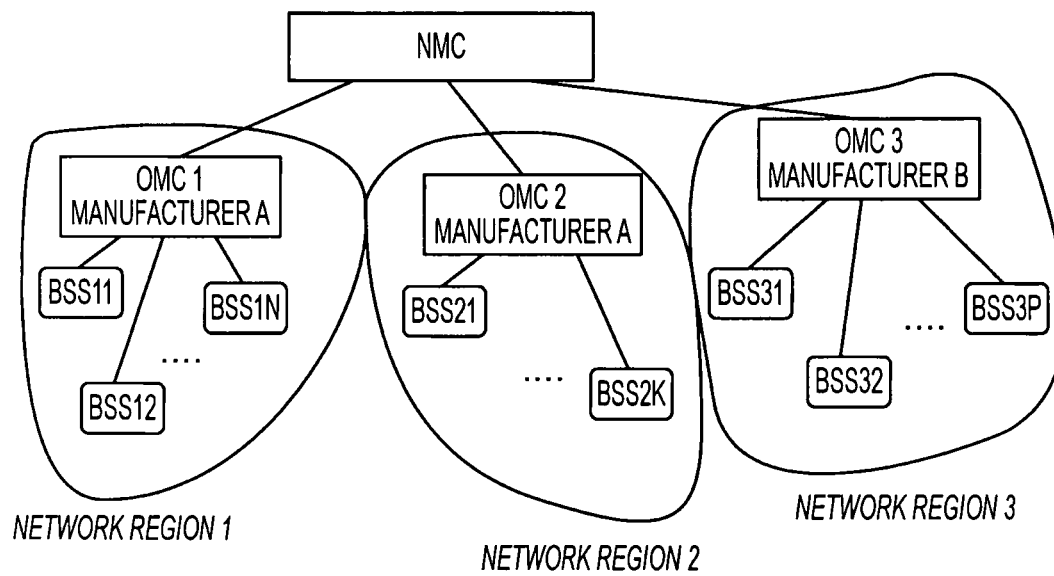 NMC
OMC 1
MANUFACTURER A
BSS11
BSS1N
....
BSS12
NETWORK REGION 1
OMC 2
MANUFACTURER A
BSS21
....
BSS2K
NETWORK REGION 2
OMC 3
MANUFACTURER B
BSS31
BSS3P
....
BSS32
NETWORK REGION 3